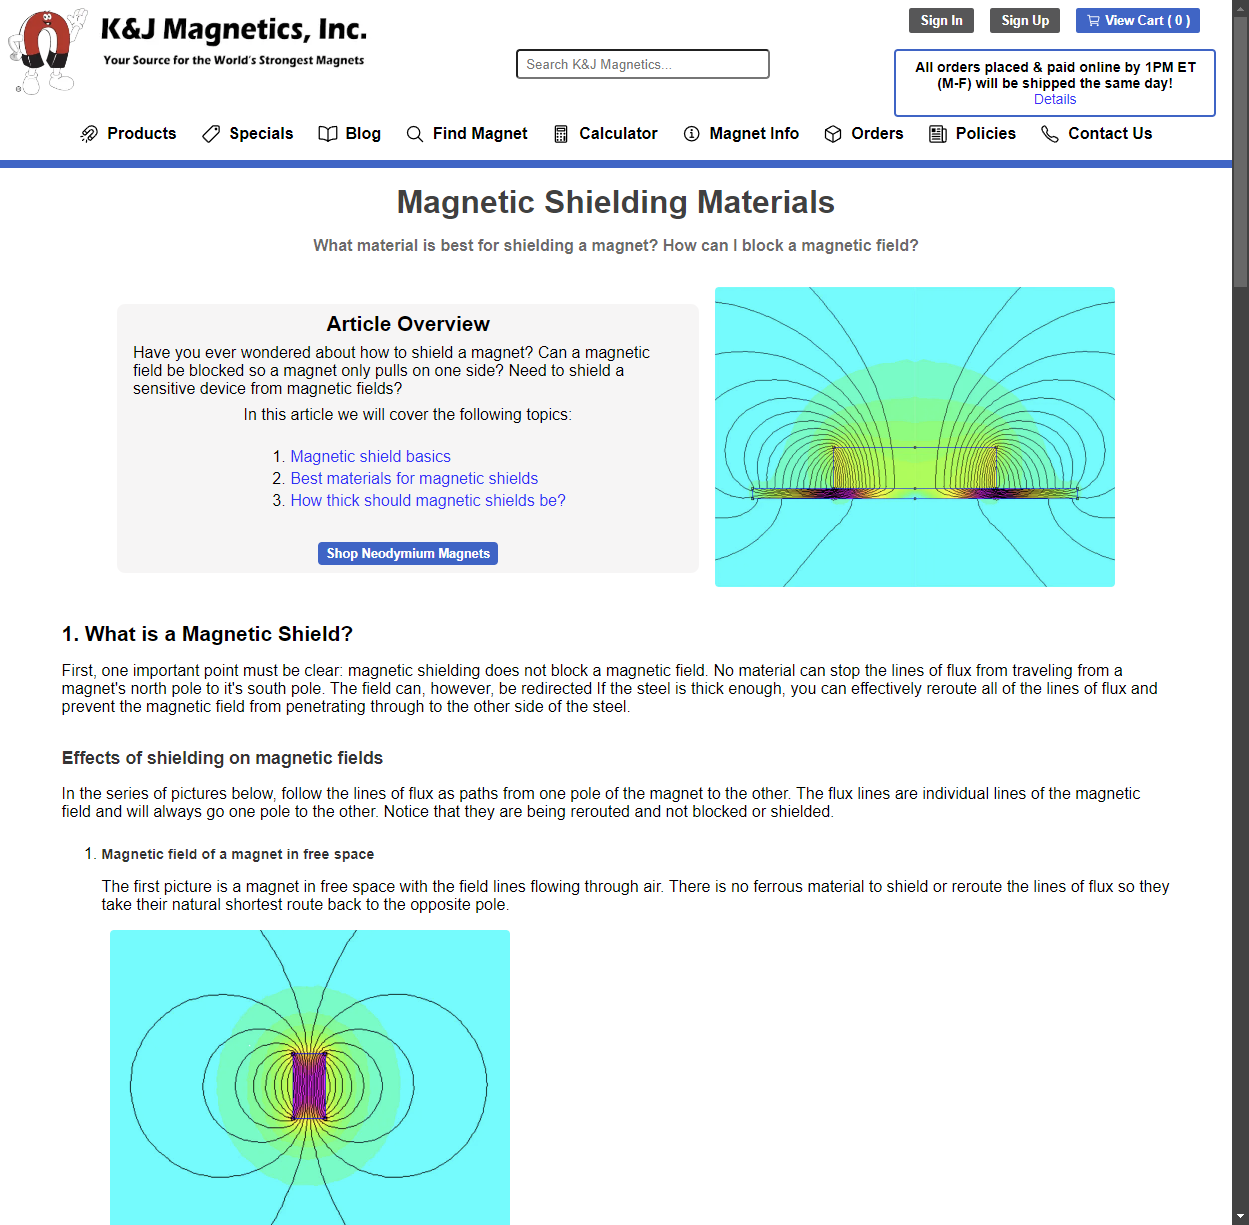 K&J Magnetics, Inc.
Your Source for the World's Strongest Magnets
Search K&J Magnetics...
Sign In
Sign Up
View Cart ( 0 )
All orders placed & paid online by 1PM ET
(M-F) will be shipped the same day!
Details
Products
Specials
Blog
Find Magnet
Calculator
Magnet Info
Orders
Policies
Contact Us
Magnetic Shielding Materials
What material is best for shielding a magnet? How can I block a magnetic field?
Article Overview
Have you ever wondered about how to shield a magnet? Can a magnetic
field be blocked so a magnet only pulls on one side? Need to shield a
sensitive device from magnetic fields?
In this article we will cover the following topics:
1. Magnetic shield basics
2. Best materials for magnetic shields
3. How thick should magnetic shields be?
Shop Neodymium Magnets
1. What is a Magnetic Shield?
First, one important point must be clear: magnetic shielding does not block a magnetic field. No material can stop the lines of flux from traveling from a
magnet's north pole to it's south pole. The field can, however, be redirected If the steel is thick enough, you can effectively reroute all of the lines of flux and
prevent the magnetic field from penetrating through to the other side of the steel.
Effects of shielding on magnetic fields
In the series of pictures below, follow the lines of flux as paths from one pole of the magnet to the other. The flux lines are individual lines of the magnetic
field and will always go one pole to the other. Notice that they are being rerouted and not blocked or shielded.
1. Magnetic field of a magnet in free space
The first picture is a magnet in free space with the field lines flowing through air. There is no ferrous material to shield or reroute the lines of flux so they
take their natural shortest route back to the opposite pole.